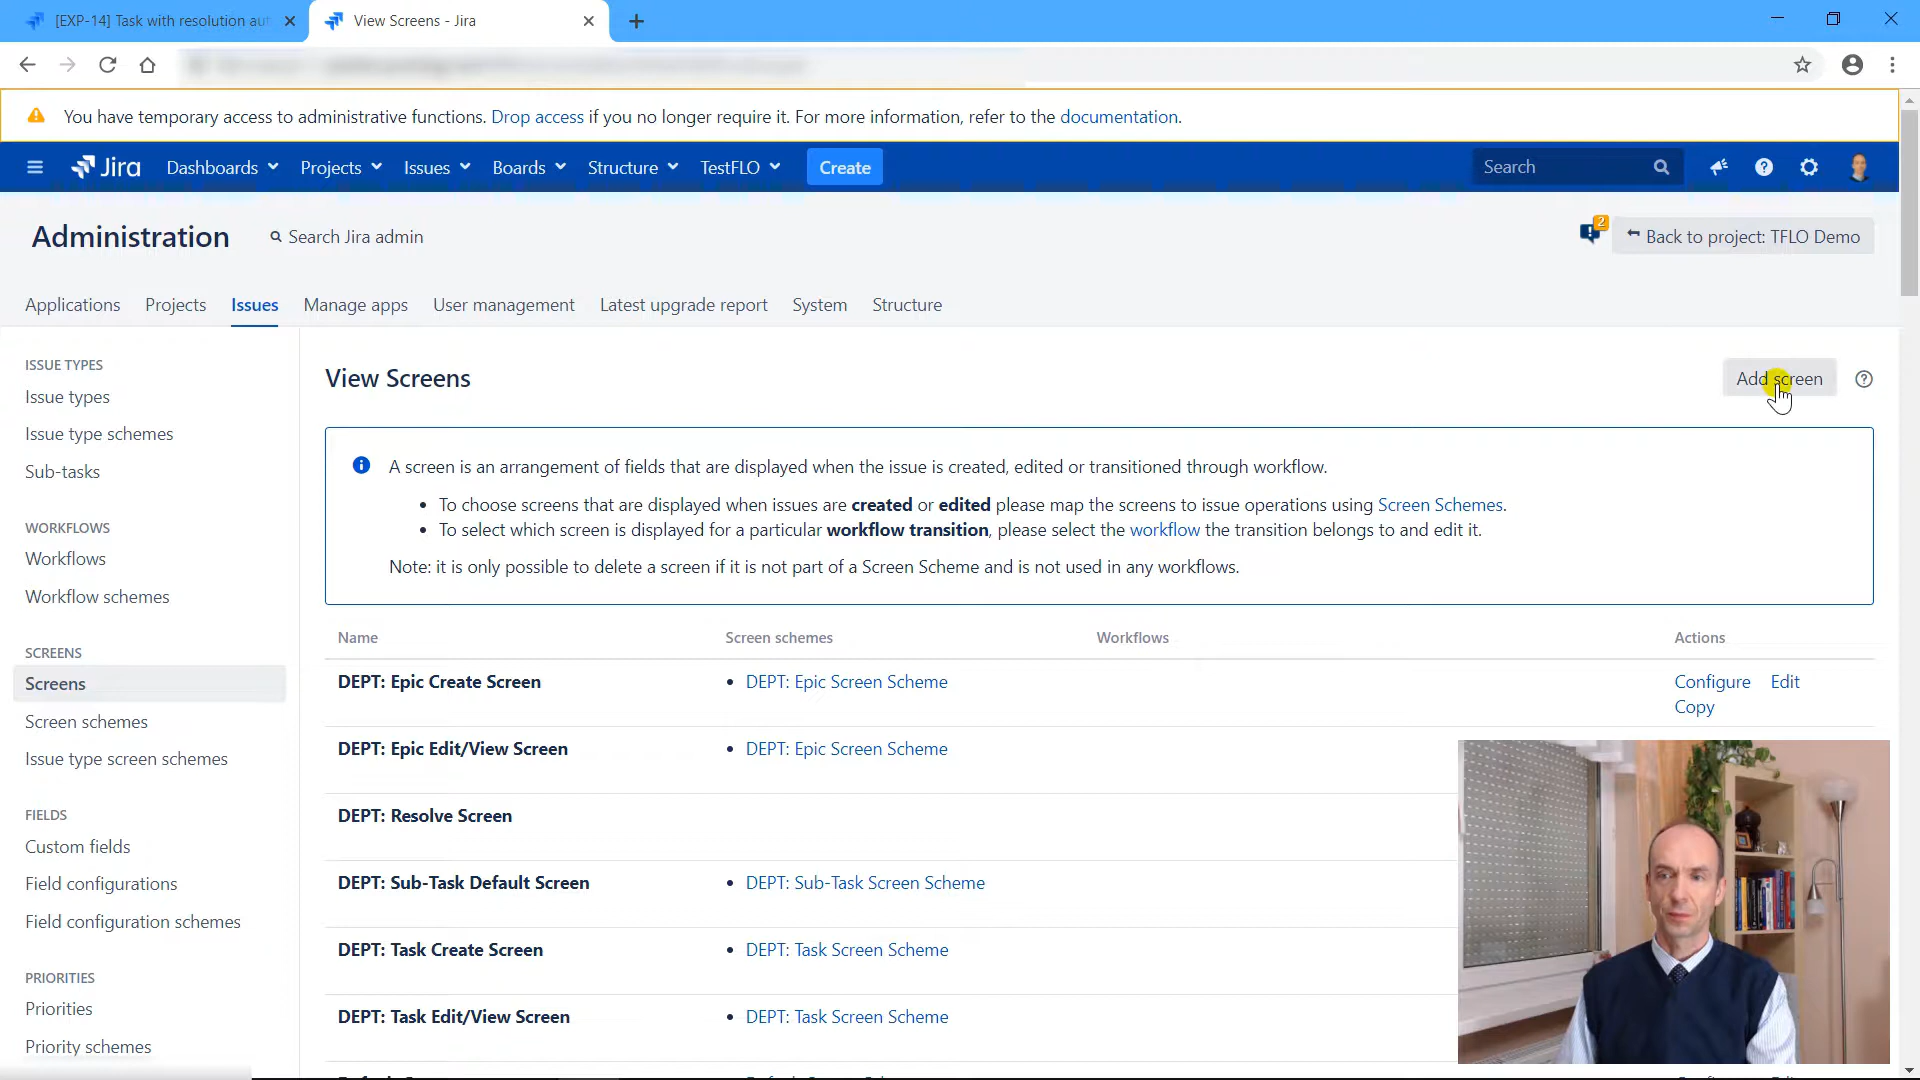 [EXP-14] Task with resolution aut
View Screens - Jira
You have temporary access to administrative functions. Drop access if you no longer require it. For more information, refer to the documentation.
Jira Dashboards Projects Issues Boards Structure TestFLO Create Search
Administration Search Jira admin 2 Back to project: TFLO Demo
Applications Projects Issues Manage apps User management Latest upgrade report System Structure
ISSUE TYPES
Issue types
Issue type schemes
Sub-tasks
WORKFLOWS
Workflows
Workflow schemes
SCREENS
Screens
Screen schemes
Issue type screen schemes
FIELDS
Custom fields
Field configurations
Field configuration schemes
PRIORITIES
Priorities
Priority schemes
View Screens Add screen
A screen is an arrangement of fields that are displayed when the issue is created, edited or transitioned through workflow.
• To choose screens that are displayed when issues are created or edited please map the screens to issue operations using Screen Schemes.
• To select which screen is displayed for a particular workflow transition, please select the workflow the transition belongs to and edit it.
Note: it is only possible to delete a screen if it is not part of a Screen Scheme and is not used in any workflows.
Name Screen schemes Workflows Actions
DEPT: Epic Create Screen • DEPT: Epic Screen Scheme Configure Edit
Copy
DEPT: Epic Edit/View Screen • DEPT: Epic Screen Scheme
DEPT: Resolve Screen
DEPT: Sub-Task Default Screen • DEPT: Sub-Task Screen Scheme
DEPT: Task Create Screen • DEPT: Task Screen Scheme
DEPT: Task Edit/View Screen • DEPT: Task Screen Scheme